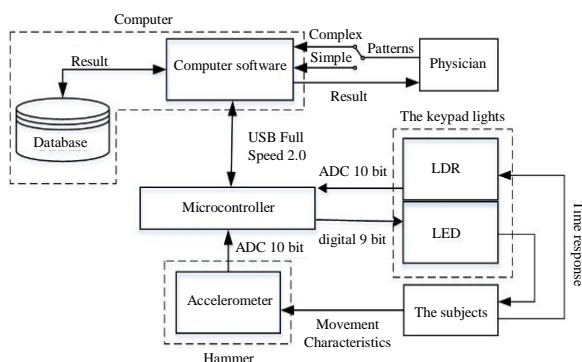 Computer
Complex
Patterns
Simple
Physician
Result
Computer software
Result
The keypad lights
Database
USB Full
Speed 2.0
ADC 10 bit
LDR
Microcontroller
digital 9 bit
LED
ADC 10 bit
Time response
Accelerometer
Movement
Characteristics
The subjects
Hammer